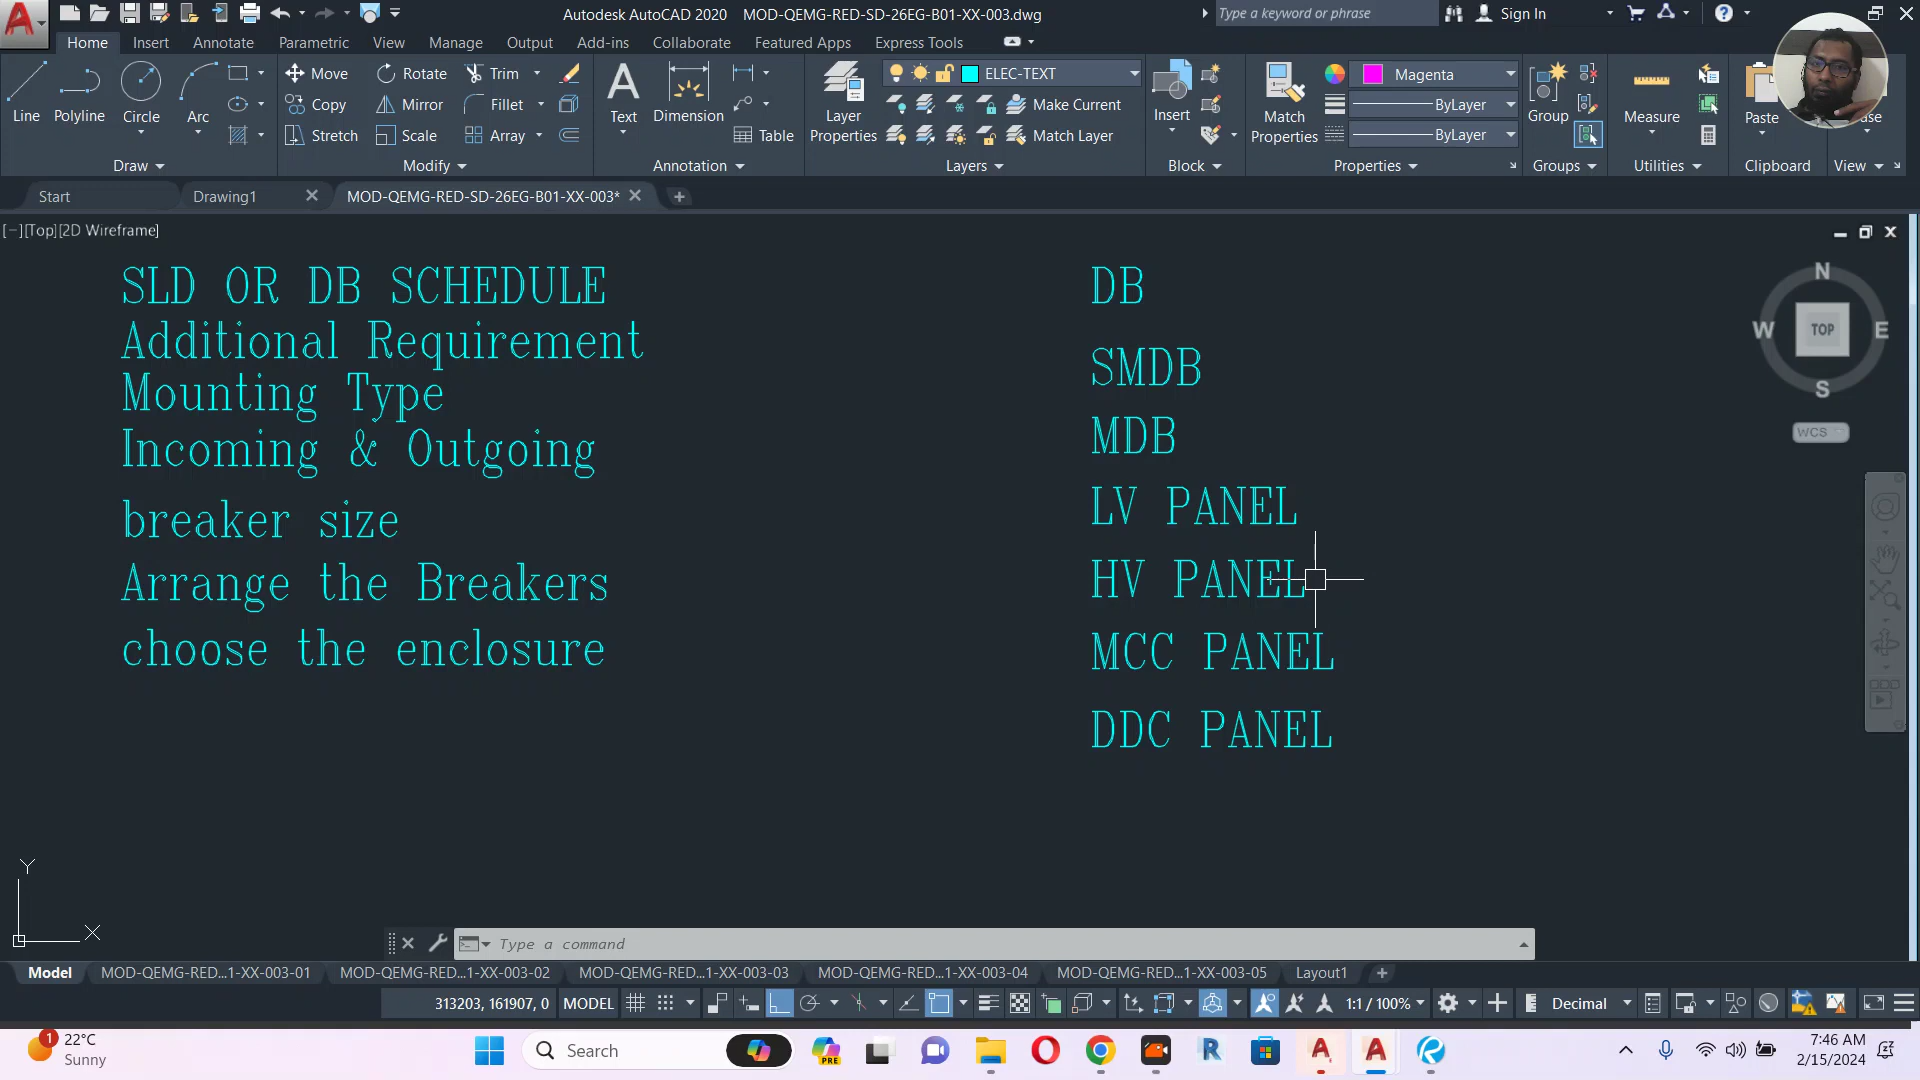 Autodesk AutoCAD 2020 MOD-QEMG-RED-SD-26EG-B01-XX-003.dwg
Type a keyword or phrase
Sign In
Home Insert Annotate Parametric View Manage Output Add-ins Collaborate Featured Apps Express Tools
Line Polyline Circle Arc
Draw
Move Rotate Trim
Copy Mirror Fillet
Stretch Scale Array
Modify
Text Dimension
Table
Annotation
Layer Properties
ELEC-TEXT
Make Current
Match Layer
Layers
Insert
Block
Match Properties
Magenta
ByLayer
ByLayer
Properties
Group
Groups
Measure
Utilities
Paste
Clipboard
View
Start Drawing1 MOD-QEMG-RED-SD-26EG-B01-XX-003*
[−][Top][2D Wireframe]
SLD OR DB SCHEDULE
Additional Requirement
Mounting Type
Incoming & Outgoing
breaker size
Arrange the Breakers
choose the enclosure
DB
SMDB
MDB
LV PANEL
HV PANEL
MCC PANEL
DDC PANEL
N
W TOP E
S
WCS
Y
X
Type a command
Model MOD-QEMG-RED...1-XX-003-01 MOD-QEMG-RED...1-XX-003-02 MOD-QEMG-RED...1-XX-003-03 MOD-QEMG-RED...1-XX-003-04 MOD-QEMG-RED...1-XX-003-05 Layout1
313203, 161907, 0 MODEL 1:1 / 100% Decimal
1
22°C
Sunny
Search
PRE
7:46 AM
2/15/2024